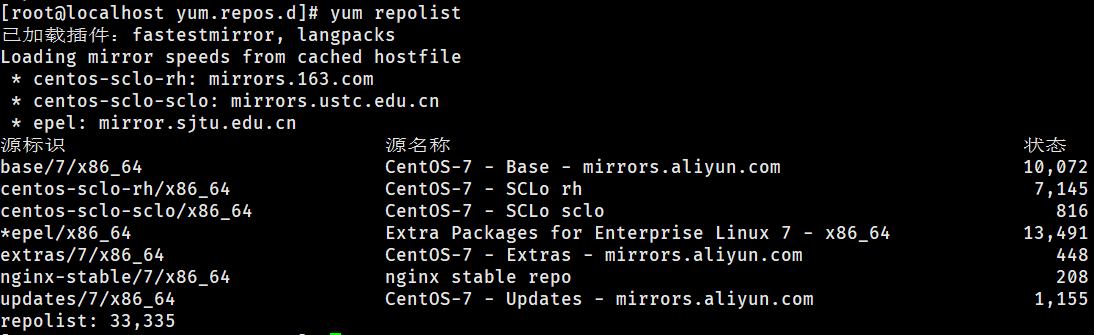 [root@localhost yum.repos.d]# yum repolist
已加载插件：fastestmirror, langpacks
Loading mirror speeds from cached hostfile
 * centos-sclo-rh: mirrors.163.com
 * centos-sclo-sclo: mirrors.ustc.edu.cn
 * epel: mirror.sjtu.edu.cn
源标识 源名称 状态
base/7/x86_64 CentOS-7 - Base - mirrors.aliyun.com 10,072
centos-sclo-rh/x86_64 CentOS-7 - SCLo rh 7,145
centos-sclo-sclo/x86_64 CentOS-7 - SCLo sclo 816
*epel/x86_64 Extra Packages for Enterprise Linux 7 - x86_64 13,491
extras/7/x86_64 CentOS-7 - Extras - mirrors.aliyun.com 448
nginx-stable/7/x86_64 nginx stable repo 208
updates/7/x86_64 CentOS-7 - Updates - mirrors.aliyun.com 1,155
repolist: 33,335